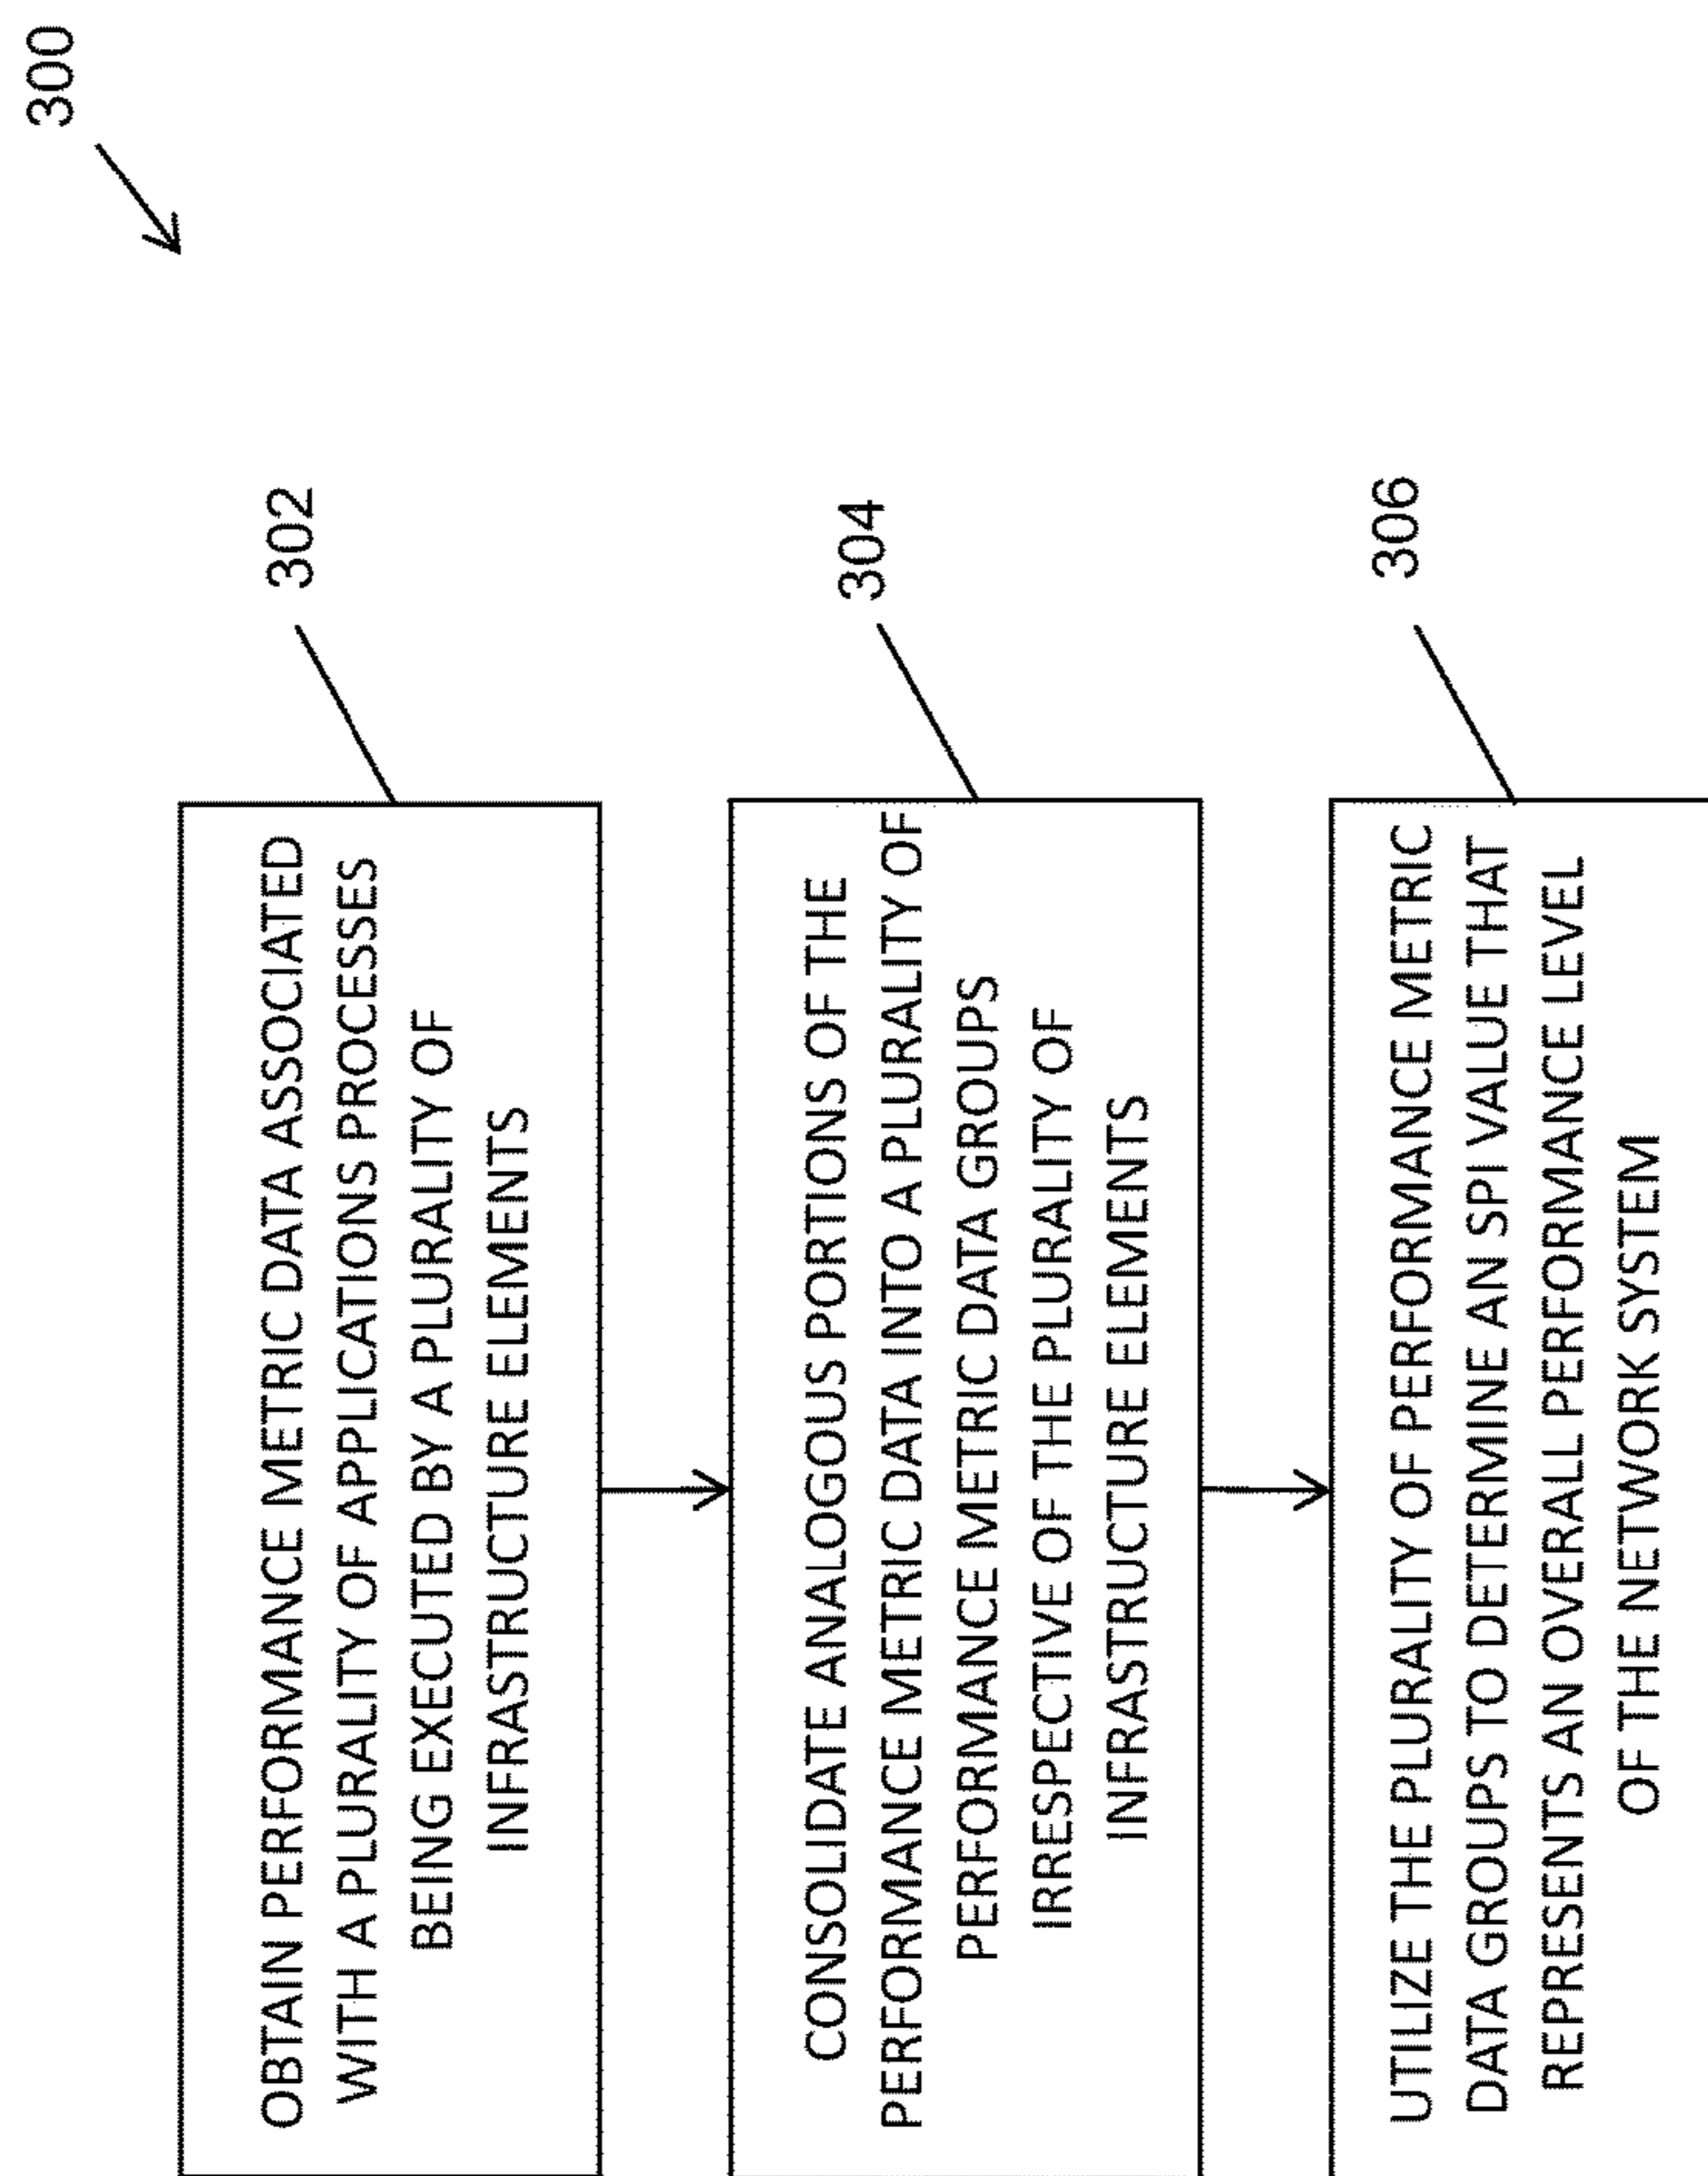 300
302
OBTAIN PERFORMANCE METRIC DATA ASSOCIATED
WITH A PLURALITY OF APPLICATIONS PROCESSES
BEING EXECUTED BY A PLURALITY OF
INFRASTRUCTURE ELEMENTS
304
CONSOLIDATE ANALOGOUS PORTIONS OF THE
PERFORMANCE METRIC DATA INTO A PLURALITY OF
PERFORMANCE METRIC DATA GROUPS
IRRESPECTIVE OF THE PLURALITY OF
INFRASTRUCTURE ELEMENTS
306
UTILIZE THE PLURALITY OF PERFORMANCE METRIC
DATA GROUPS TO DETERMINE AN SPI VALUE THAT
REPRESENTS AN OVERALL PERFORMANCE LEVEL
OF THE NETWORK SYSTEM